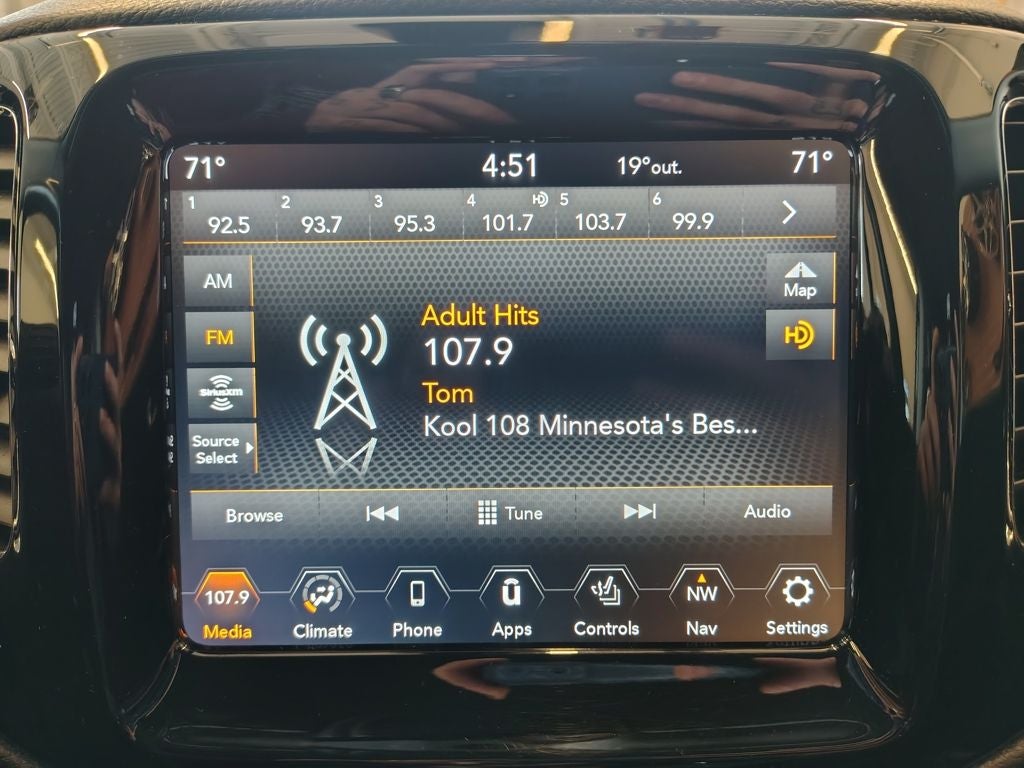 71° 4:51 19°out. 71°
1 2 3 4 HD 5 6
92.5 93.7 95.3 101.7 103.7 99.9
AM
FM
SiriusXM
Source
Select
Adult Hits
107.9
Tom
Kool 108 Minnesota's Bes...
Map
HD
Browse Tune Audio
107.9 NW
Media Climate Phone Apps Controls Nav Settings